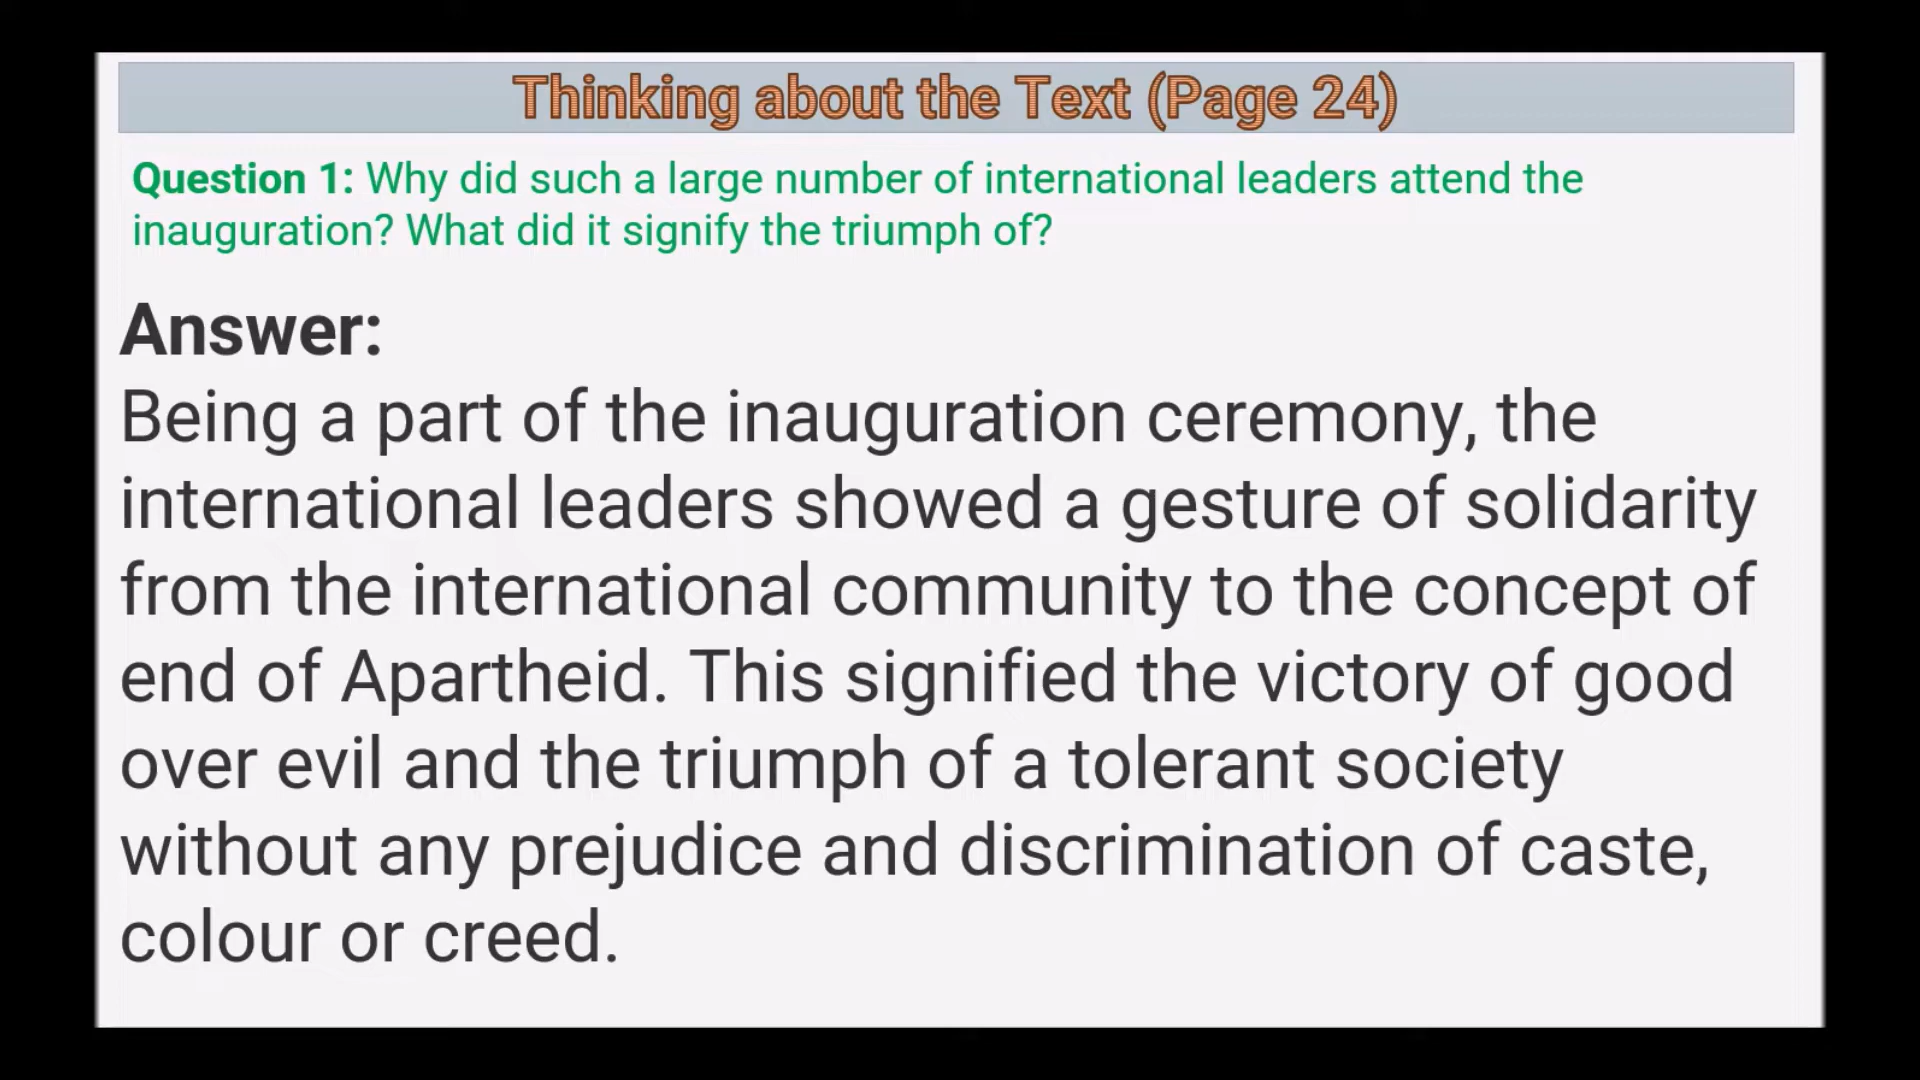 Thinking about the Text (Page 24)
Question 1: Why did such a large number of international leaders attend the
inauguration? What did it signify the triumph of?
Answer:
Being a part of the inauguration ceremony, the
international leaders showed a gesture of solidarity
from the international community to the concept of
end of Apartheid. This signified the victory of good
over evil and the triumph of a tolerant society
without any prejudice and discrimination of caste,
colour or creed.